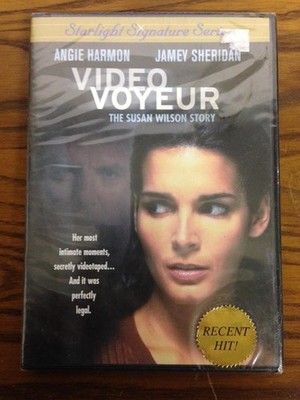 Starlight Signature Series
ANGIE HARMON JAMEY SHERIDAN
VIDEO
VOYEUR
THE SUSAN WILSON STORY
Her most
intimate moments,
secretly videotaped...
And it was
perfectly
legal.
RECENT
HIT!